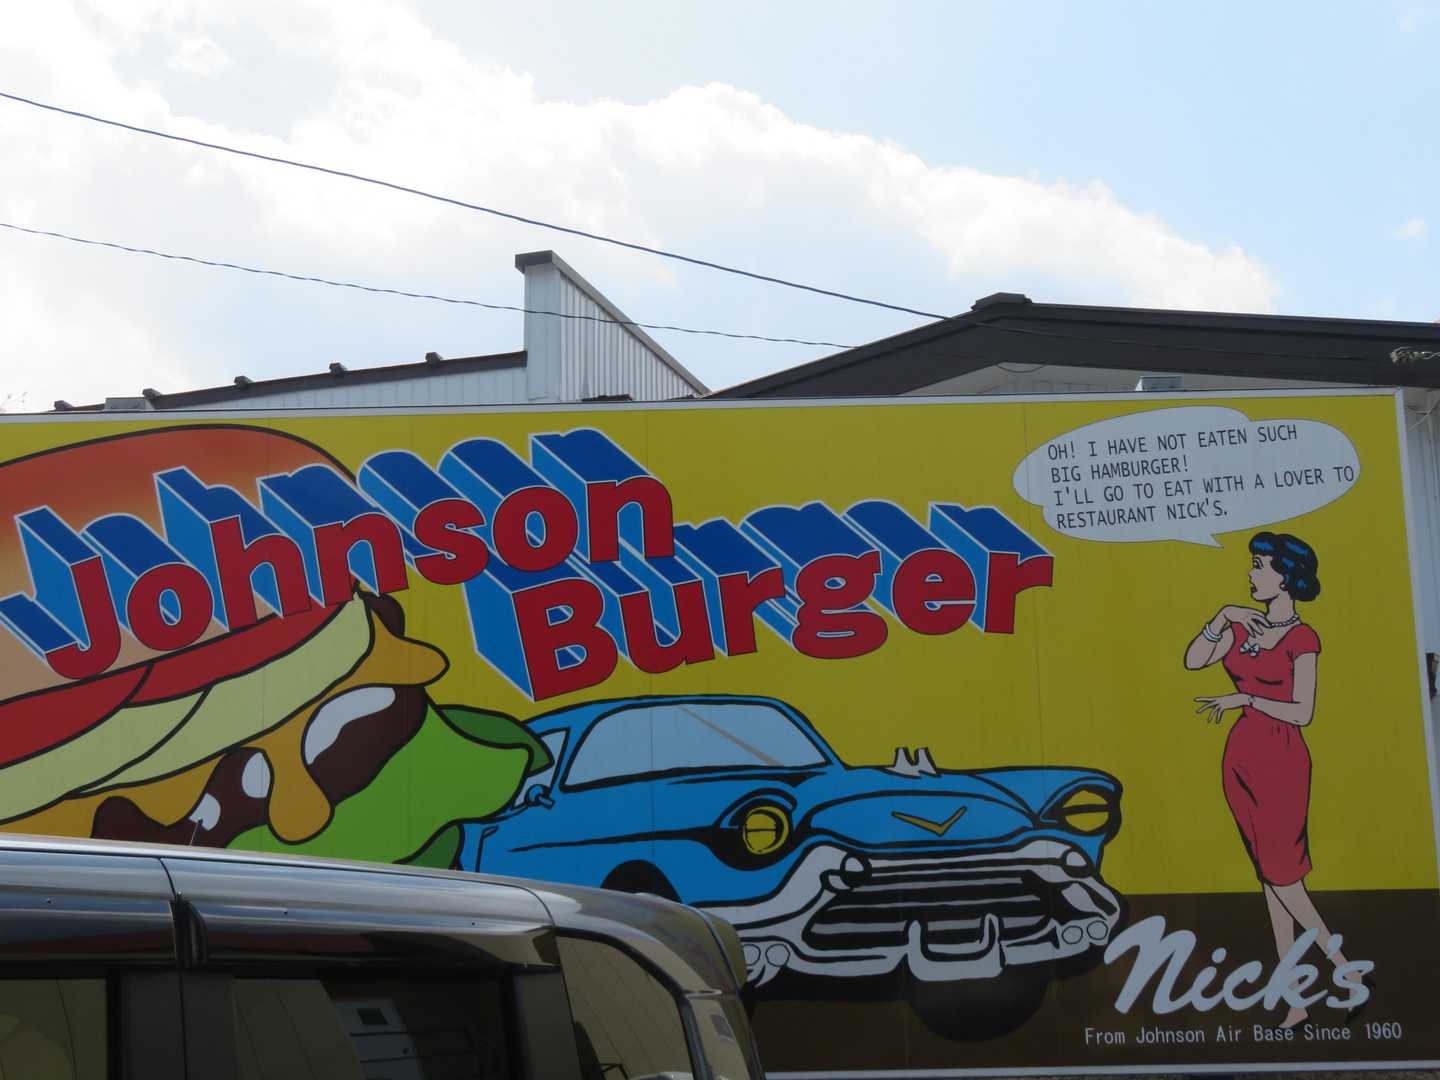 Johnson
Burger
OH! I HAVE NOT EATEN SUCH
BIG HAMBURGER!
I'LL GO TO EAT WITH A LOVER TO
RESTAURANT NICK'S.
Nick's
From Johnson Air Base Since 1960